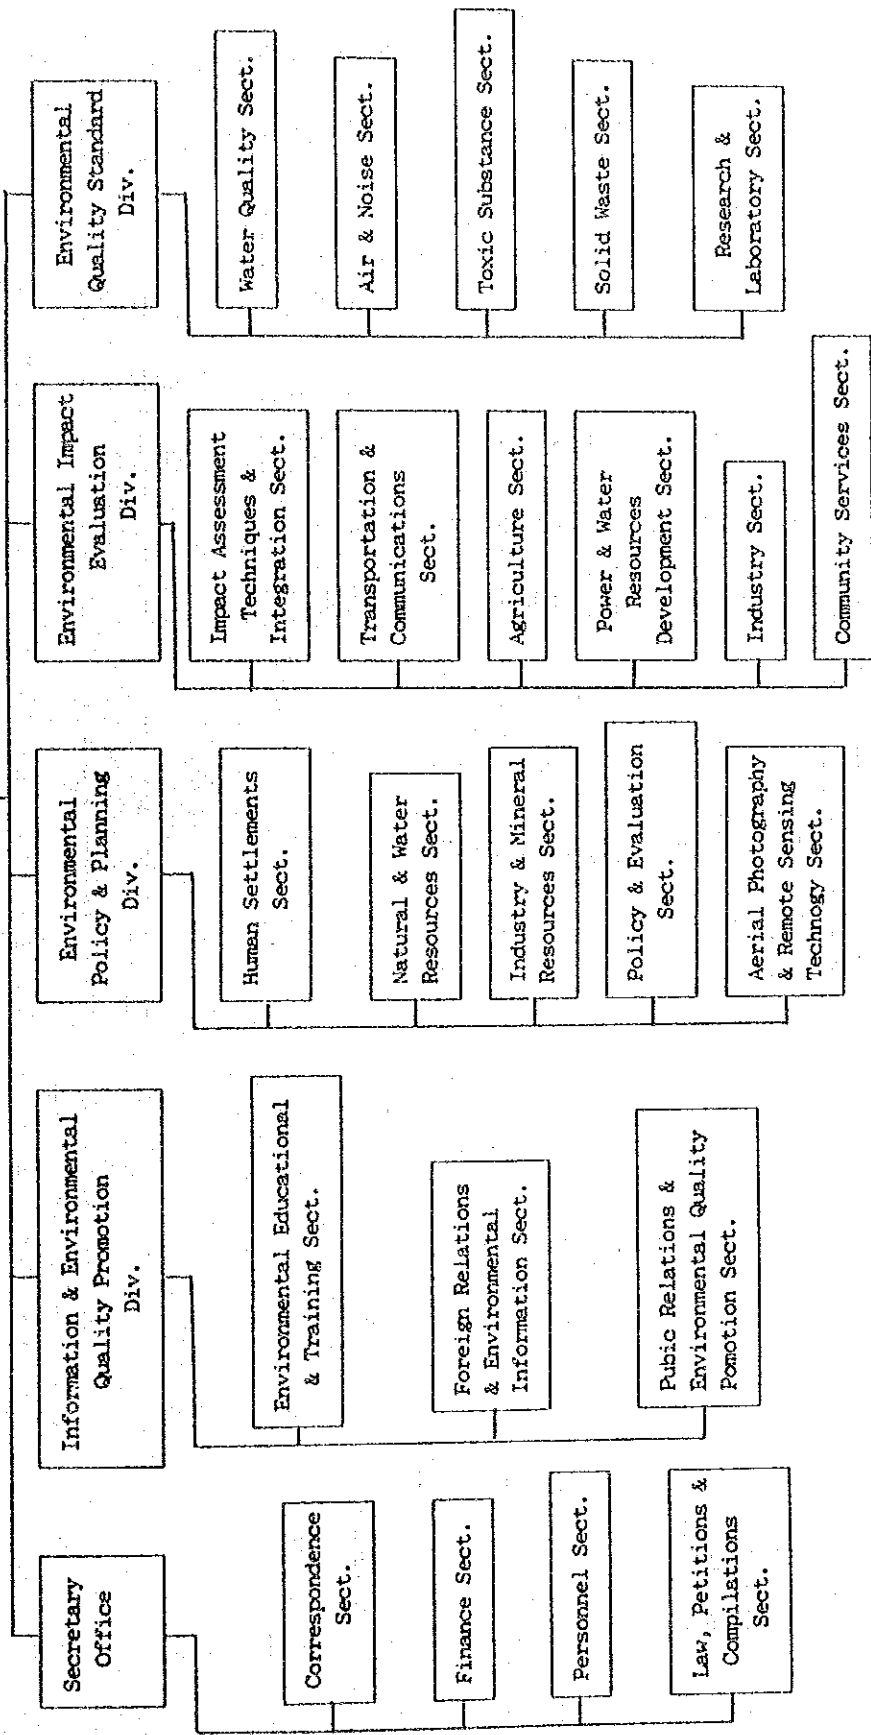 Secretary
Office
Correspondence
Sect.
Finance Sect.
Personnel Sect.
Law, Petitions &
Compilations
Sect.
Information & Environmental
Quality Promotion
Div.
Environmental Educational
& Training Sect.
Foreign Relations
& Environmental
Information Sect.
Pubic Relations &
Environmental Quality
Pomotion Sect.
Environmental
Policy & Planning
Div.
Human Settlements
Sect.
Natural & Water
Resources Sect.
Industry & Mineral
Resources Sect.
Policy & Evaluation
Sect.
Aerial Photography
& Remote Sensing
Technogy Sect.
Environmental Impact
Evaluation
Div.
Impact Assessment
Techniques &
Integration Sect.
Transportation &
Communications
Sect.
Agriculture Sect.
Power & Water
Resources
Development Sect.
Industry Sect.
Community Services Sect.
Environmental
Quality Standard
Div.
Water Quality Sect.
Air & Noise Sect.
Toxic Substance Sect.
Solid Waste Sect.
Research &
Laboratory Sect.